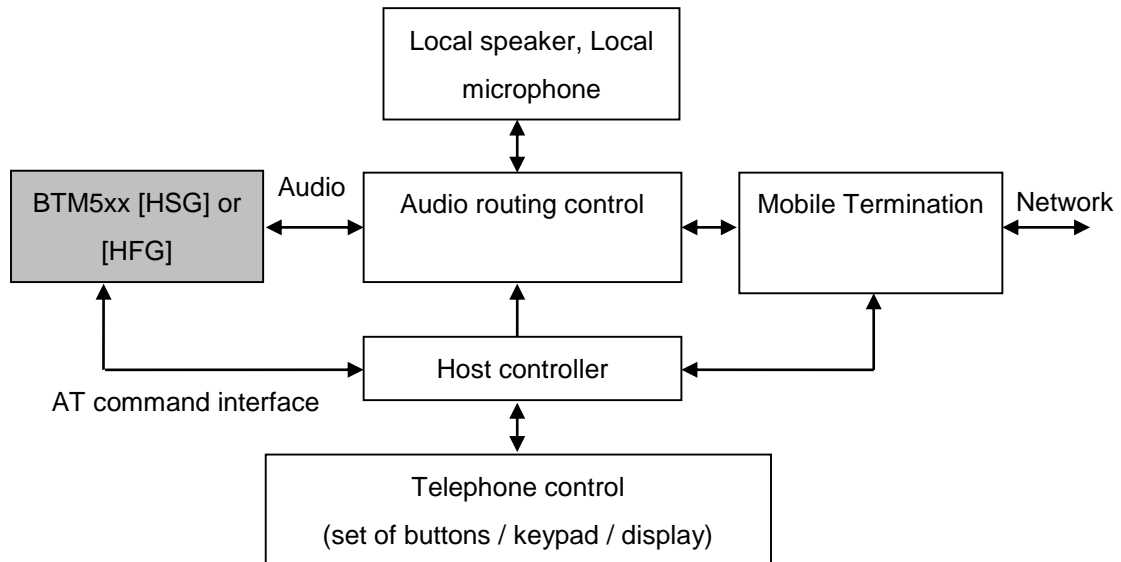 Local speaker, Local
microphone
BTM5xx [HSG] or
[HFG]
Audio
Audio routing control
Mobile Termination
Network
Host controller
AT command interface
Telephone control
(set of buttons / keypad / display)